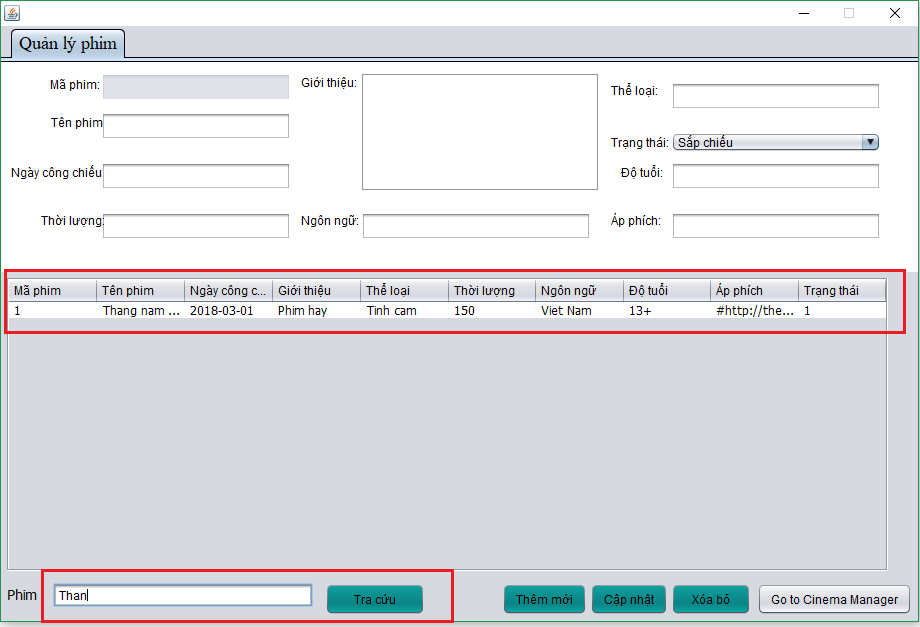 Quản lý phim
Mã phim:
Giới thiệu:
Thể loại:
Tên phim
Trạng thái: Sắp chiếu
Ngày công chiếu
Độ tuổi:
Thời lượng:
Ngôn ngữ:
Áp phích:
Mã phim Tên phim Ngày công c... Giới thiệu Thể loại Thời lượng Ngôn ngữ Độ tuổi Áp phích Trạng thái
1 Thang nam ... 2018-03-01 Phim hay Tinh cam 150 Viet Nam 13+ #http://the... 1
Phim Than Tra cứu Thêm mới Cập nhật Xóa bỏ Go to Cinema Manager